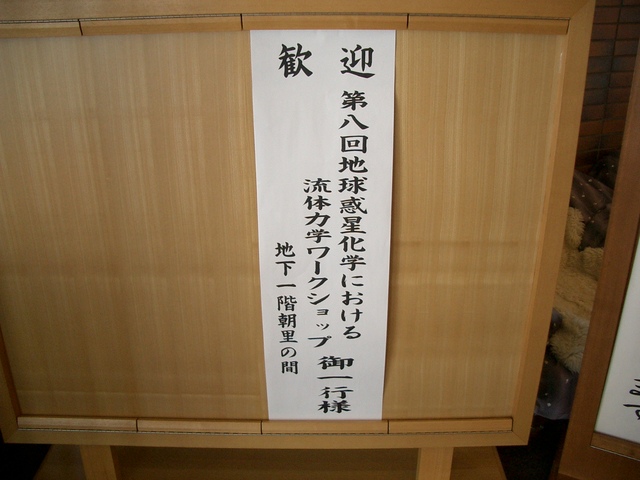 歓迎
第八回地球惑星化学における
流体力学ワークショップ 御一行様
地下一階朝里の間